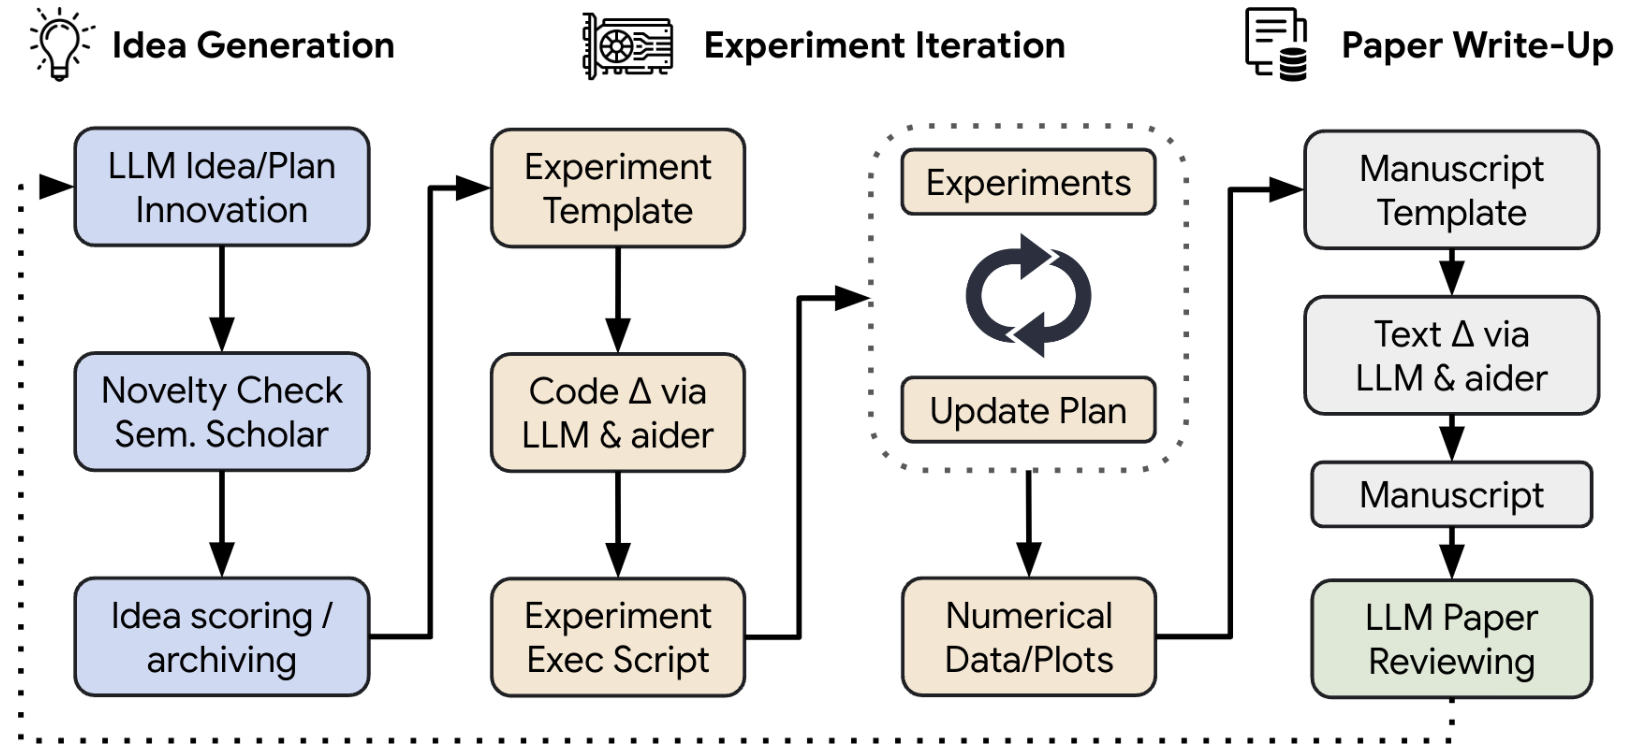 Idea Generation
Experiment Iteration
Paper Write-Up
LLM Idea/Plan
Innovation
Novelty Check
Sem. Scholar
Idea scoring /
archiving
Experiment
Template
Code Δ via
LLM & aider
Experiment
Exec Script
Experiments
Update Plan
Numerical
Data/Plots
Manuscript
Template
Text Δ via
LLM & aider
Manuscript
LLM Paper
Reviewing